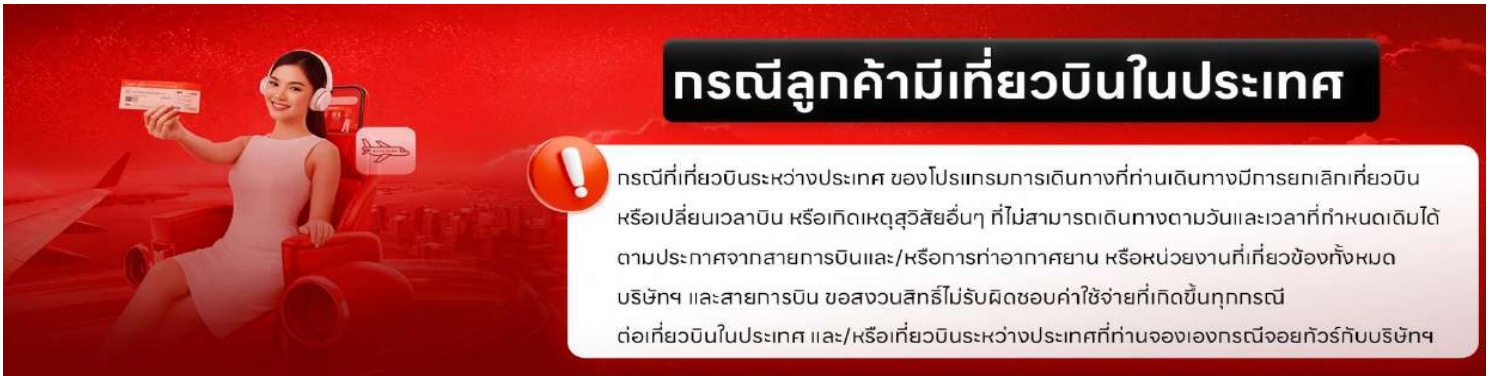 กรณีลูกค้ามีเที่ยวบินในประเทศ
กรณีที่เที่ยวบินระหว่างประเทศ ของโปรแกรมการเดินทางที่ท่านเดินทางมีการยกเลิกเที่ยวบิน
หรือเปลี่ยนเวลาบิน หรือเกิดเหตุสุวิสัยอื่นๆ ที่ไม่สามารถเดินทางตามวันและเวลาที่กำหนดเดิมได้
ตามประกาศจากสายการบินและ/หรือการท่าอากาศยาน หรือหน่วยงานที่เกี่ยวข้องทั้งหมด
บริษัทฯ และสายการบิน ขอสงวนสิทธิ์ไม่รับผิดชอบค่าใช้จ่ายที่เกิดขึ้นทุกกรณี
ต่อเที่ยวบินในประเทศ และ/หรือเที่ยวบินระหว่างประเทศที่ท่านจองเองกรณีจอยทัวร์กับบริษัทฯ